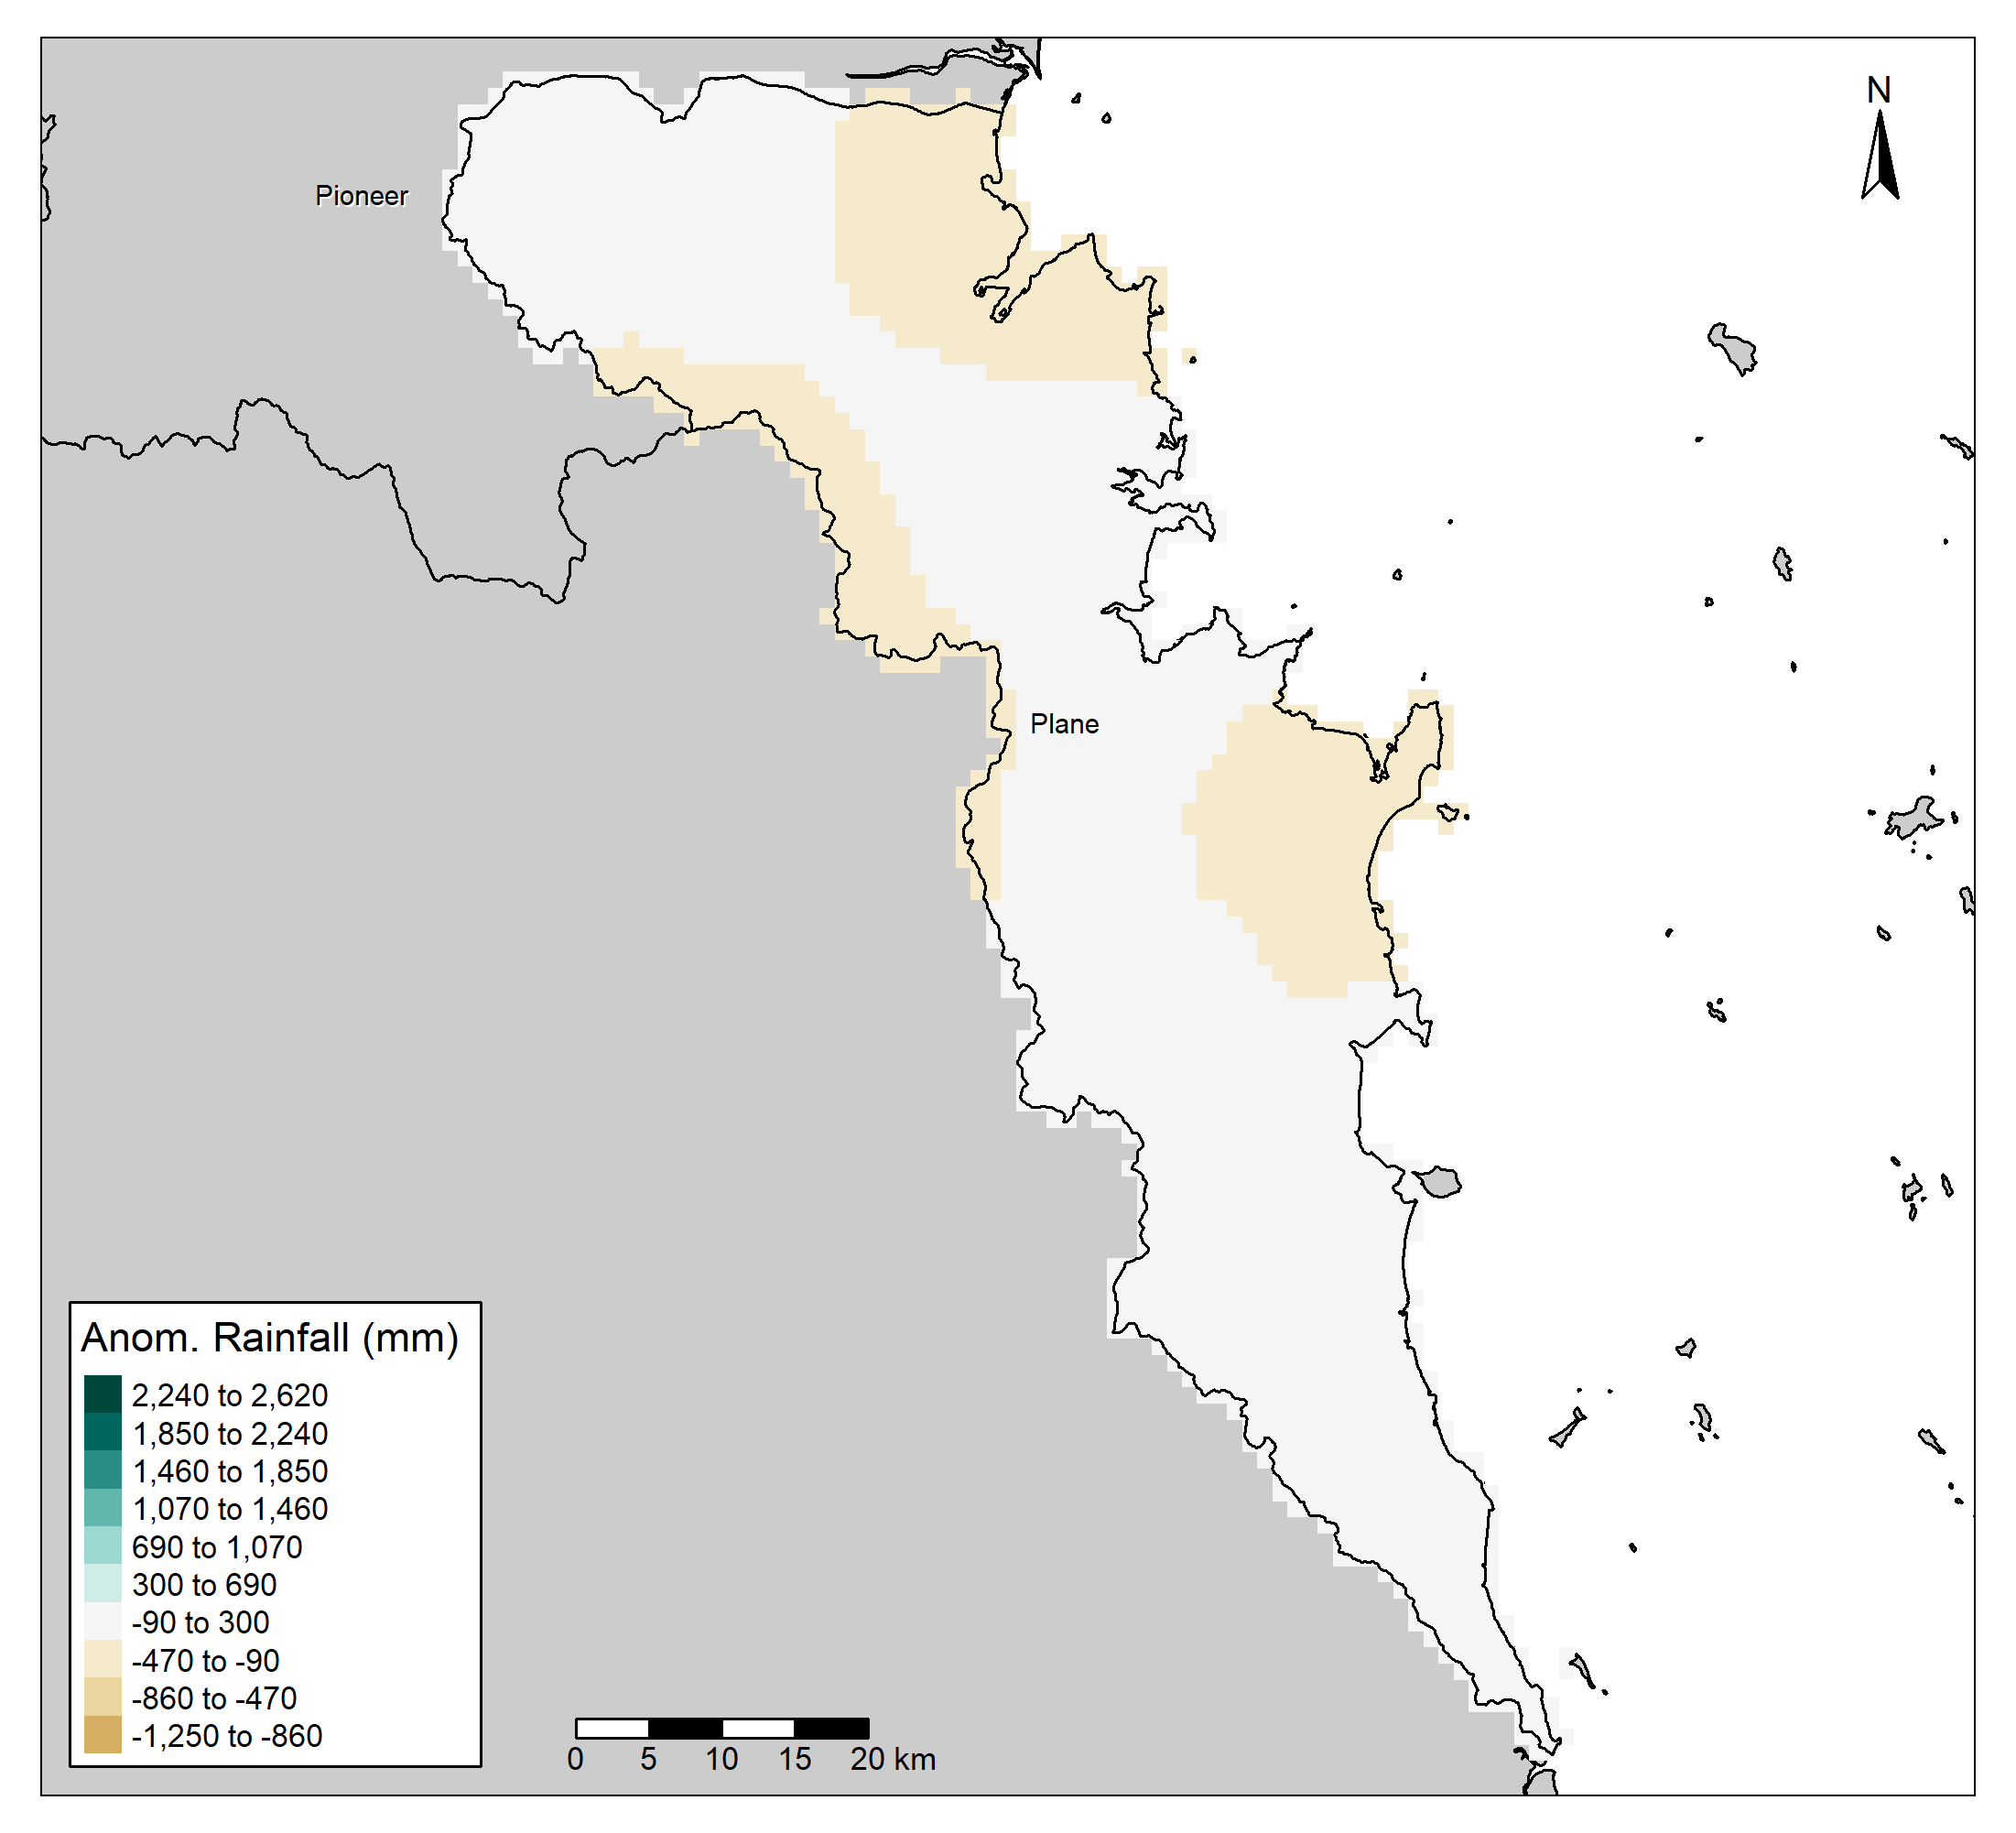 N
Pioneer
Plane
Anom. Rainfall (mm)
2,240 to 2,620
1,850 to 2,240
1,460 to 1,850
1,070 to 1,460
690 to 1,070
300 to 690
-90 to 300
-470 to -90
-860 to -470
-1,250 to -860
0 5 10 15 20 km